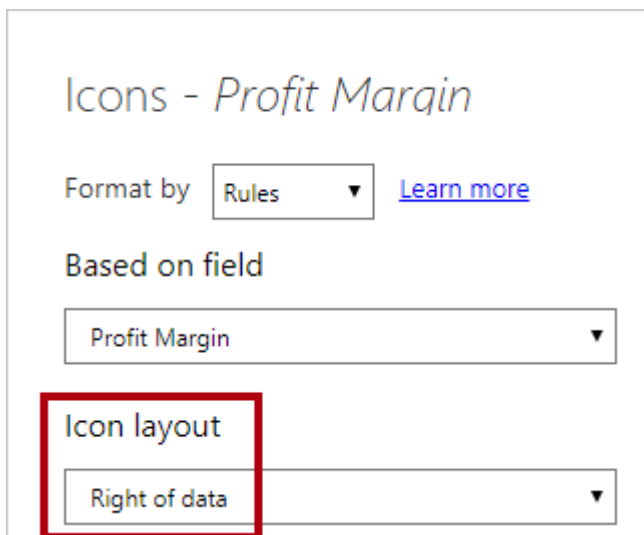 Icons - Profit Margin
Format by Rules Learn more
Based on field
Profit Margin
Icon layout
Right of data